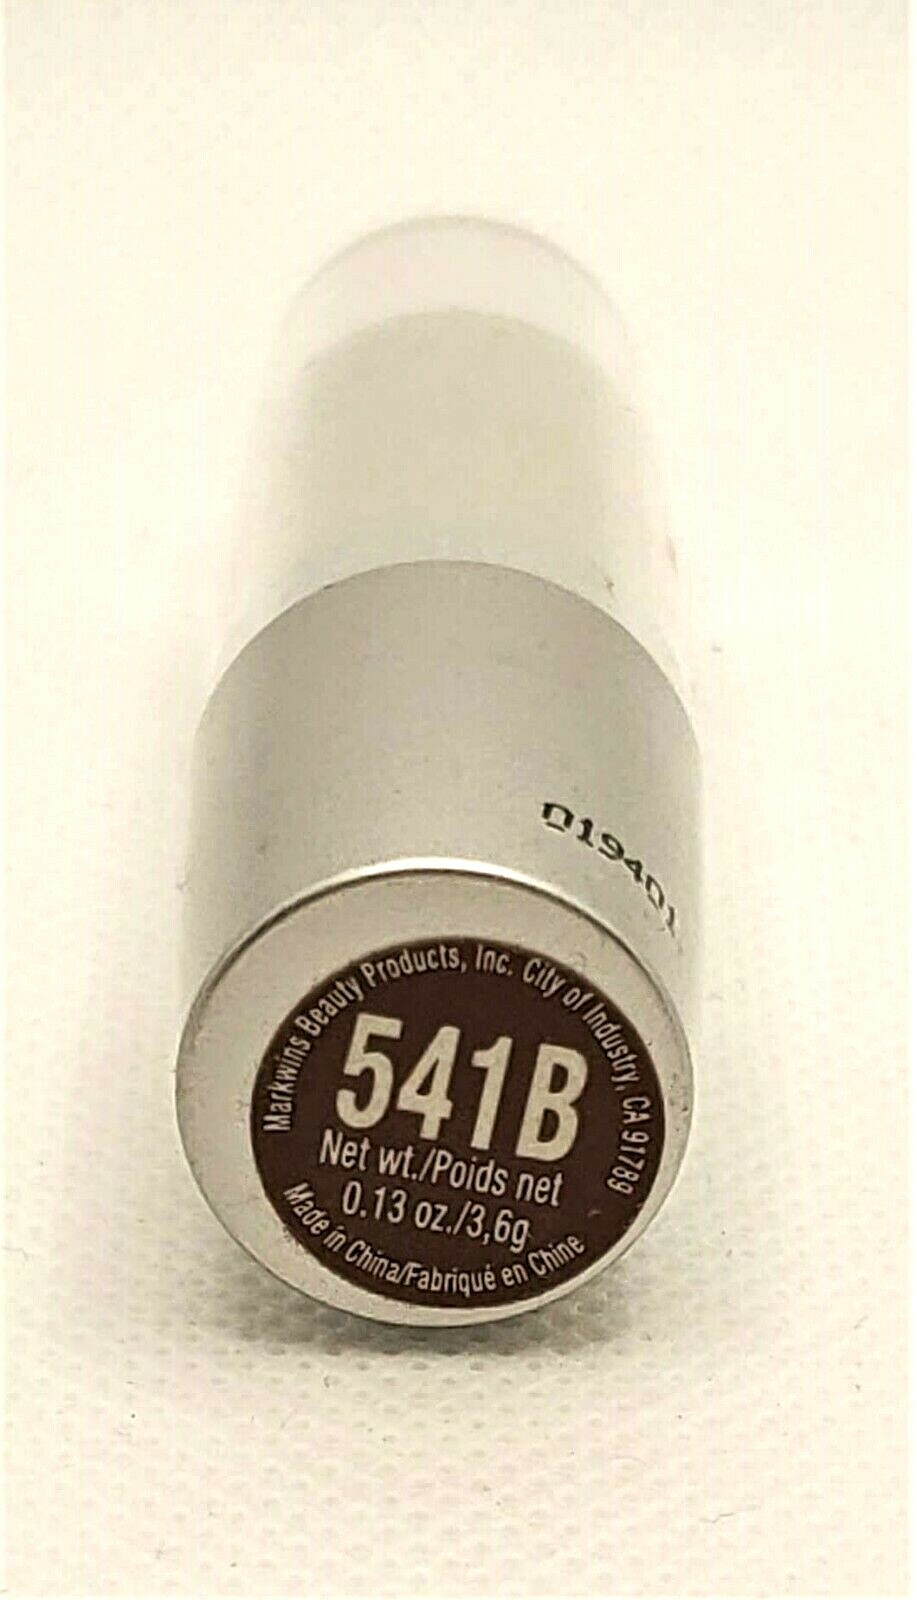 019401
Markwins Beauty Products, Inc. City of Industry, CA 91789
541B
Net wt./Poids net
0.13 oz./3,6g
Made in China/Fabriqué en Chine